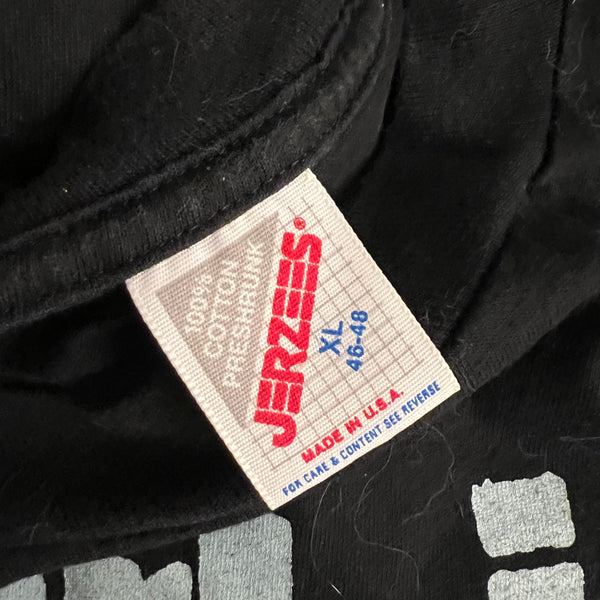 100%
COTTON
PRESHRUNK
JERZEES®
XL
46-48
MADE IN U.S.A.
FOR CARE & CONTENT SEE REVERSE